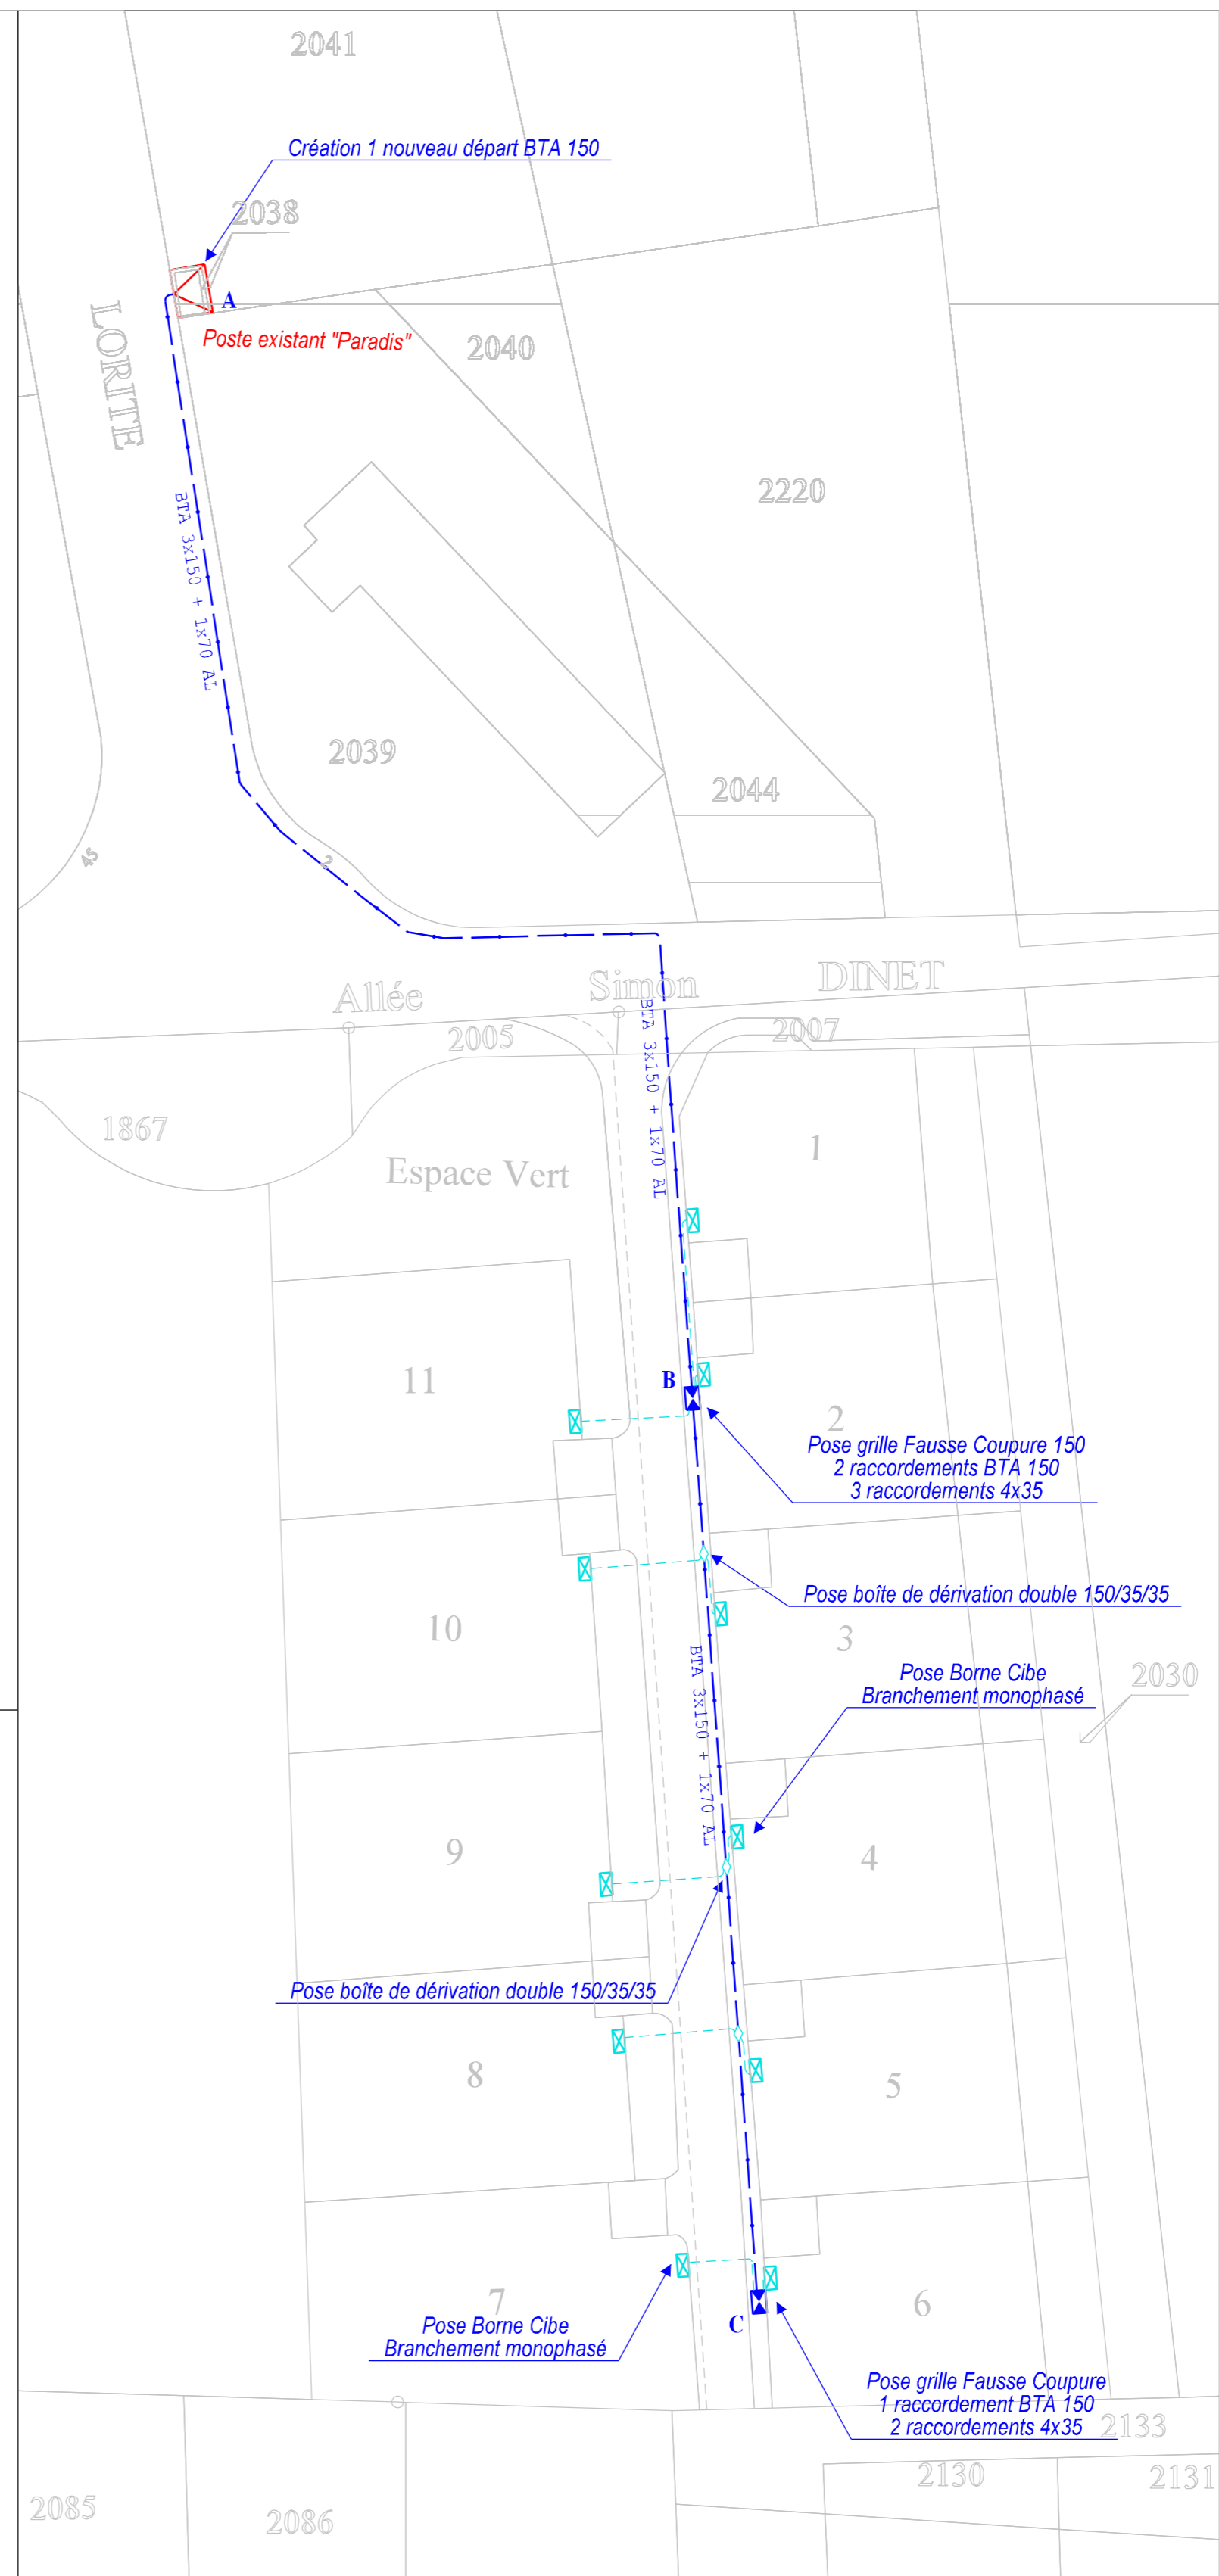 2041
Création 1 nouveau départ BTA 150
2038
A
Poste existant "Paradis"
LORITE
2040
BTA 3x150 + 1x70 AL
2220
2039
2044
45
2
Allée Simon DINET
BTA 3x150 + 1x70 AL
2005
2007
1867
Espace Vert
1
11
B
2
Pose grille Fausse Coupure 150
2 raccordements BTA 150
3 raccordements 4x35
Pose boîte de dérivation double 150/35/35
10
3
BTA 3x150 + 1x70 AL
Pose Borne Cibe
Branchement monophasé
2030
9
4
Pose boîte de dérivation double 150/35/35
8
5
7
6
C
Pose Borne Cibe
Branchement monophasé
Pose grille Fausse Coupure
1 raccordement BTA 150
2 raccordements 4x35
2133
2130
2131
2085
2086